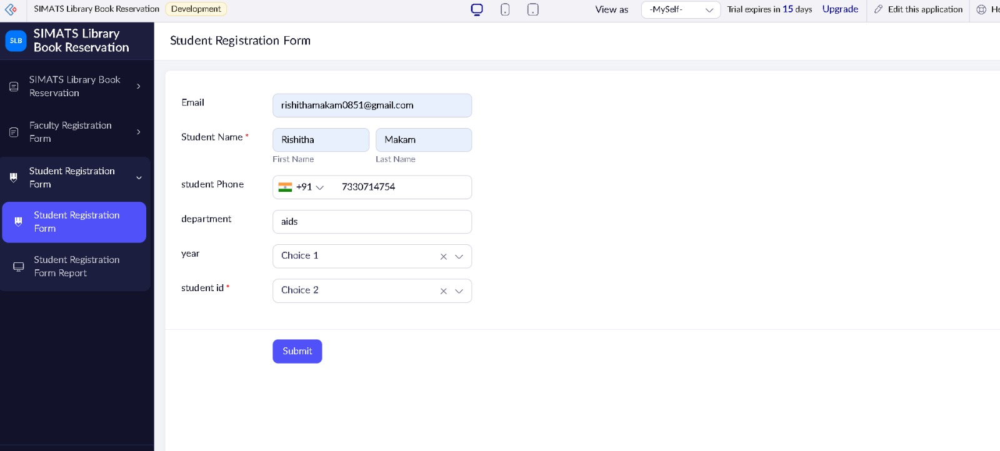 SIMATS Library Book Reservation Development View as -MySelf- Trial expires in 15 days Upgrade Edit this application
SLB
SIMATS Library
Book Reservation
Student Registration Form
SIMATS Library Book
Reservation
Faculty Registration
Form
Student Registration
Form
Student Registration
Form
Student Registration
Form Report
Email rishithamakam0851@gmail.com
Student Name * Rishitha Makam
First Name Last Name
student Phone +91 7330714754
department aids
year Choice 1
student id * Choice 2
Submit